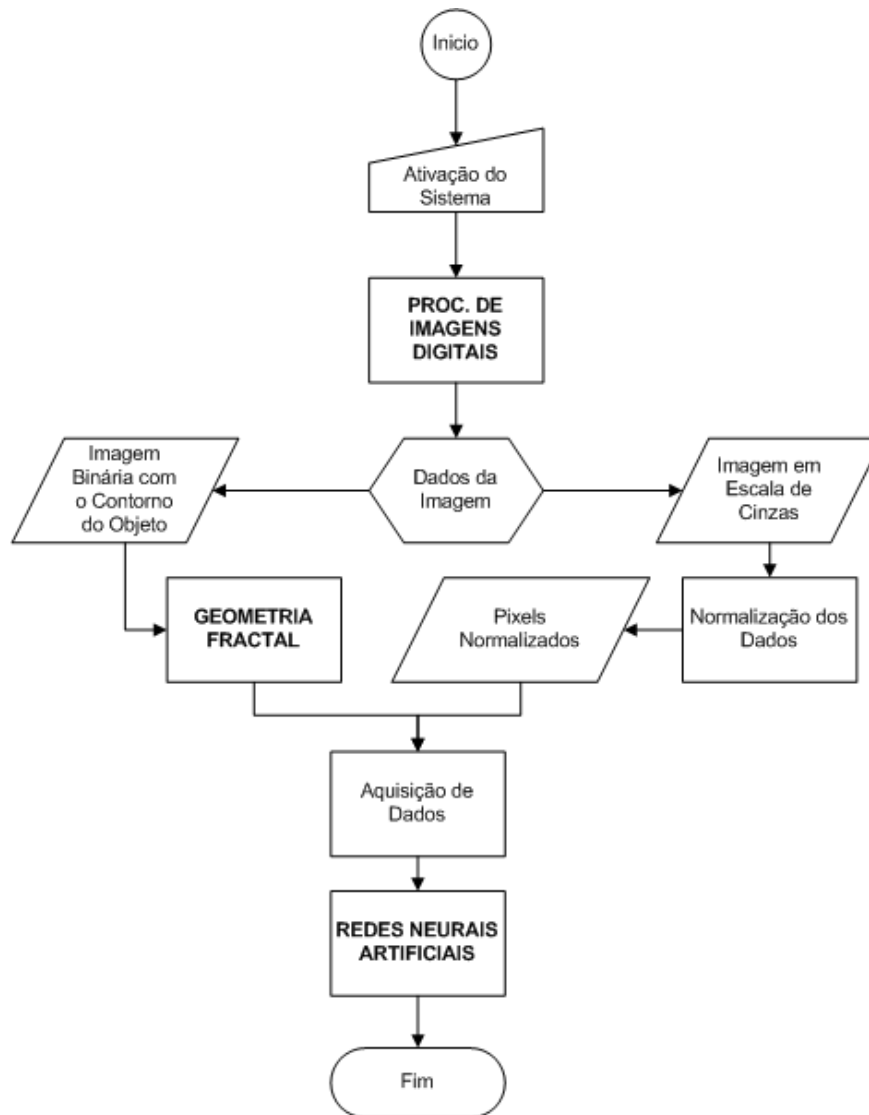 Inicio
Ativação do
Sistema
PROC. DE
IMAGENS
DIGITAIS
Imagem
Binária com
o Contorno
do Objeto
Dados da
Imagem
Imagem em
Escala de
Cinzas
GEOMETRIA
FRACTAL
Pixels
Normalizados
Normalização dos
Dados
Aquisição de
Dados
REDES NEURAIS
ARTIFICIAIS
Fim